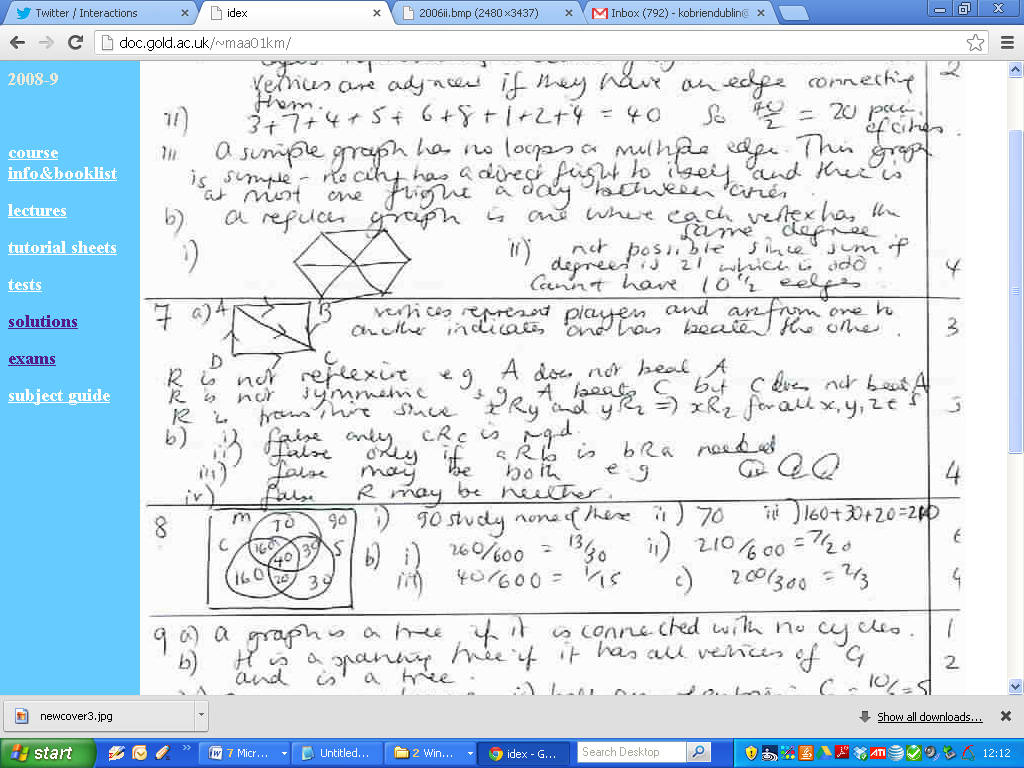 Twitter / Interactions
idex
2006ii.bmp (2480×3437)
Inbox (792) - kobriendublin@
doc.gold.ac.uk/~maa01km/
2008-9
course
info&booklist
lectures
tutorial sheets
tests
solutions
exams
subject guide
vertices are adjacent if they have an edge connecting 2
them.
ii) 3+7+4+5+ 6+8+1+2+4 = 40 So 40/2 = 20 pairs
of cities.
iii A simple graph has no loops or multiple edge. This graph
is simple - no city has a direct flight to itself and there is
at most one flight a day between cities.
b) a regular graph is one where each vertex has the
same degree.
i) ii) not possible since sum of
degrees is 21 which is odd. 4
Cannot have 10 1/2 edges
7 a) A B vertices represent players and arc from one to
another indicates one has beaten the other. 3
D C
R is not reflexive eg A does not beat A
R is not symmetric e.g A beats C but C does not beat A
R is transitive since xRy and yRz => xRz for all x,y,z ∈ S 5
b) i) false only cRc is rqd.
ii) false only if aRb is bRa needed
iii) false may be both e g 4
iv) false R may be neither.
8 M 70 90 i) 90 study none of these ii) 70 iii) 160+30+20=210
C 160 30 S 40 b) i) 260/600 = 13/30 ii) 210/600 = 7/20 6
160 20 30 iii) 40/600 = 1/15 c) 200/300 = 2/3 4
9 a) a graph is a tree if it is connected with no cycles. 1
b) H is a spanning tree if it has all vertices of G 2
and is a tree.
C = 10/2 = 5
newcover3.jpg
Show all downloads...
start
7 Micr...
Untitled...
2 Win...
idex - G...
Search Desktop
12:12